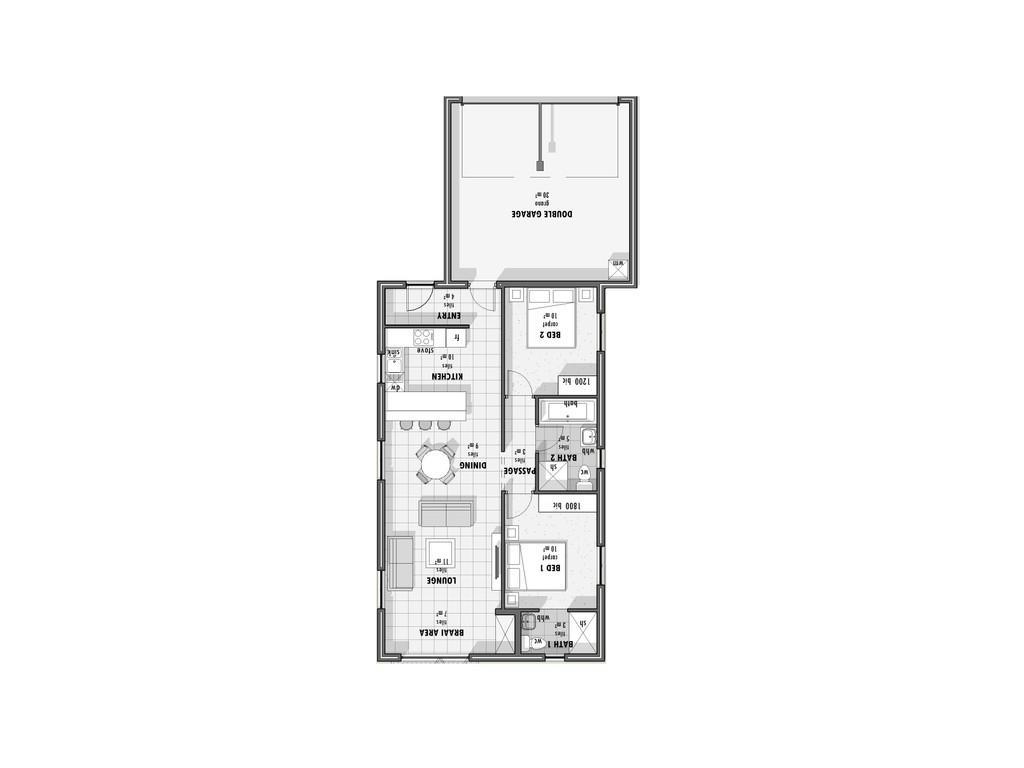 BATH 1
tiles
3 m²
wc
whb
sh
BRAAI AREA
tiles
7 m²
LOUNGE
tiles
11 m²
BED 1
carpet
10 m²
1800 bic
PASSAGE
tiles
3 m²
BATH 2
tiles
5 m²
wc
whb
sh
bath
DINING
tiles
9 m²
1200 bic
KITCHEN
tiles
10 m²
dw
sink
stove
fr
BED 2
carpet
10 m²
ENTRY
tiles
4 m²
wm
DOUBLE GARAGE
grano
30 m²